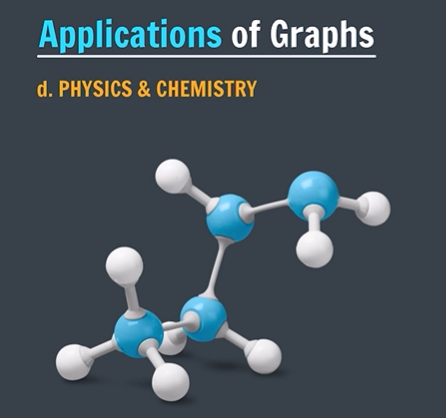 Applications of Graphs
d. PHYSICS & CHEMISTRY